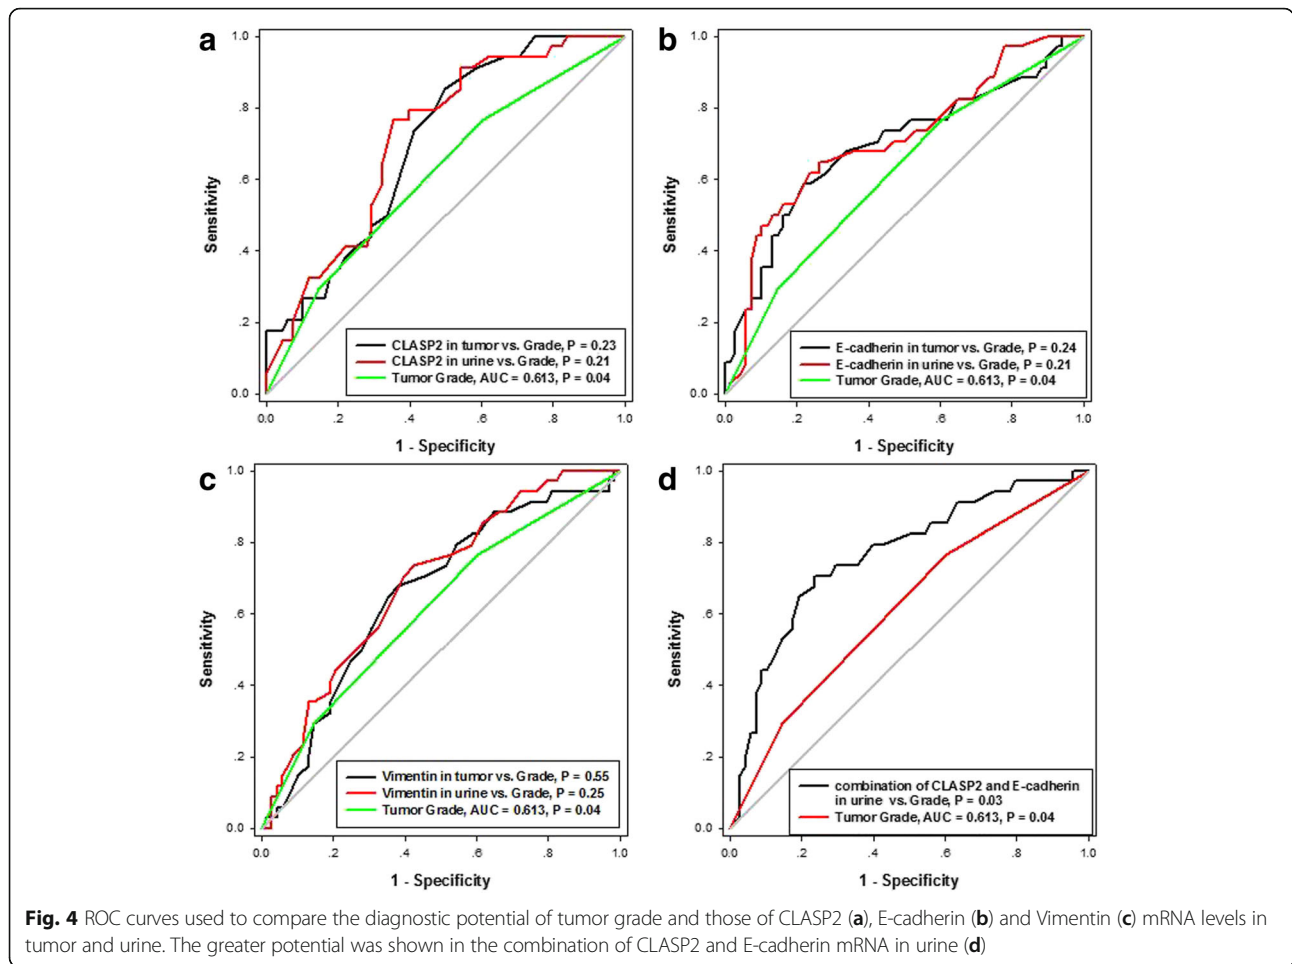 a
1.0
.8
.6
.4
.2
0.0
Sensitivity
CLASP2 in tumor vs. Grade, P = 0.23
CLASP2 in urine vs. Grade, P = 0.21
Tumor Grade, AUC = 0.613, P = 0.04
0.0 .2 .4 .6 .8 1.0
1 - Specificity
b
1.0
.8
.6
.4
.2
0.0
Sensitivity
E-cadherin in tumor vs. Grade, P = 0.24
E-cadherin in urine vs. Grade, P = 0.21
Tumor Grade, AUC = 0.613, P = 0.04
0.0 .2 .4 .6 .8 1.0
1 - Specificity
c
1.0
.8
.6
.4
.2
0.0
Sensitivity
Vimentin in tumor vs. Grade, P = 0.55
Vimentin in urine vs. Grade, P = 0.25
Tumor Grade, AUC = 0.613, P = 0.04
0.0 .2 .4 .6 .8 1.0
1 - Specificity
d
1.0
.8
.6
.4
.2
0.0
Sensitivity
combination of CLASP2 and E-cadherin
in urine vs. Grade, P = 0.03
Tumor Grade, AUC = 0.613, P = 0.04
0.0 .2 .4 .6 .8 1.0
1 - Specificity
Fig. 4 ROC curves used to compare the diagnostic potential of tumor grade and those of CLASP2 (a), E-cadherin (b) and Vimentin (c) mRNA levels in
tumor and urine. The greater potential was shown in the combination of CLASP2 and E-cadherin mRNA in urine (d)